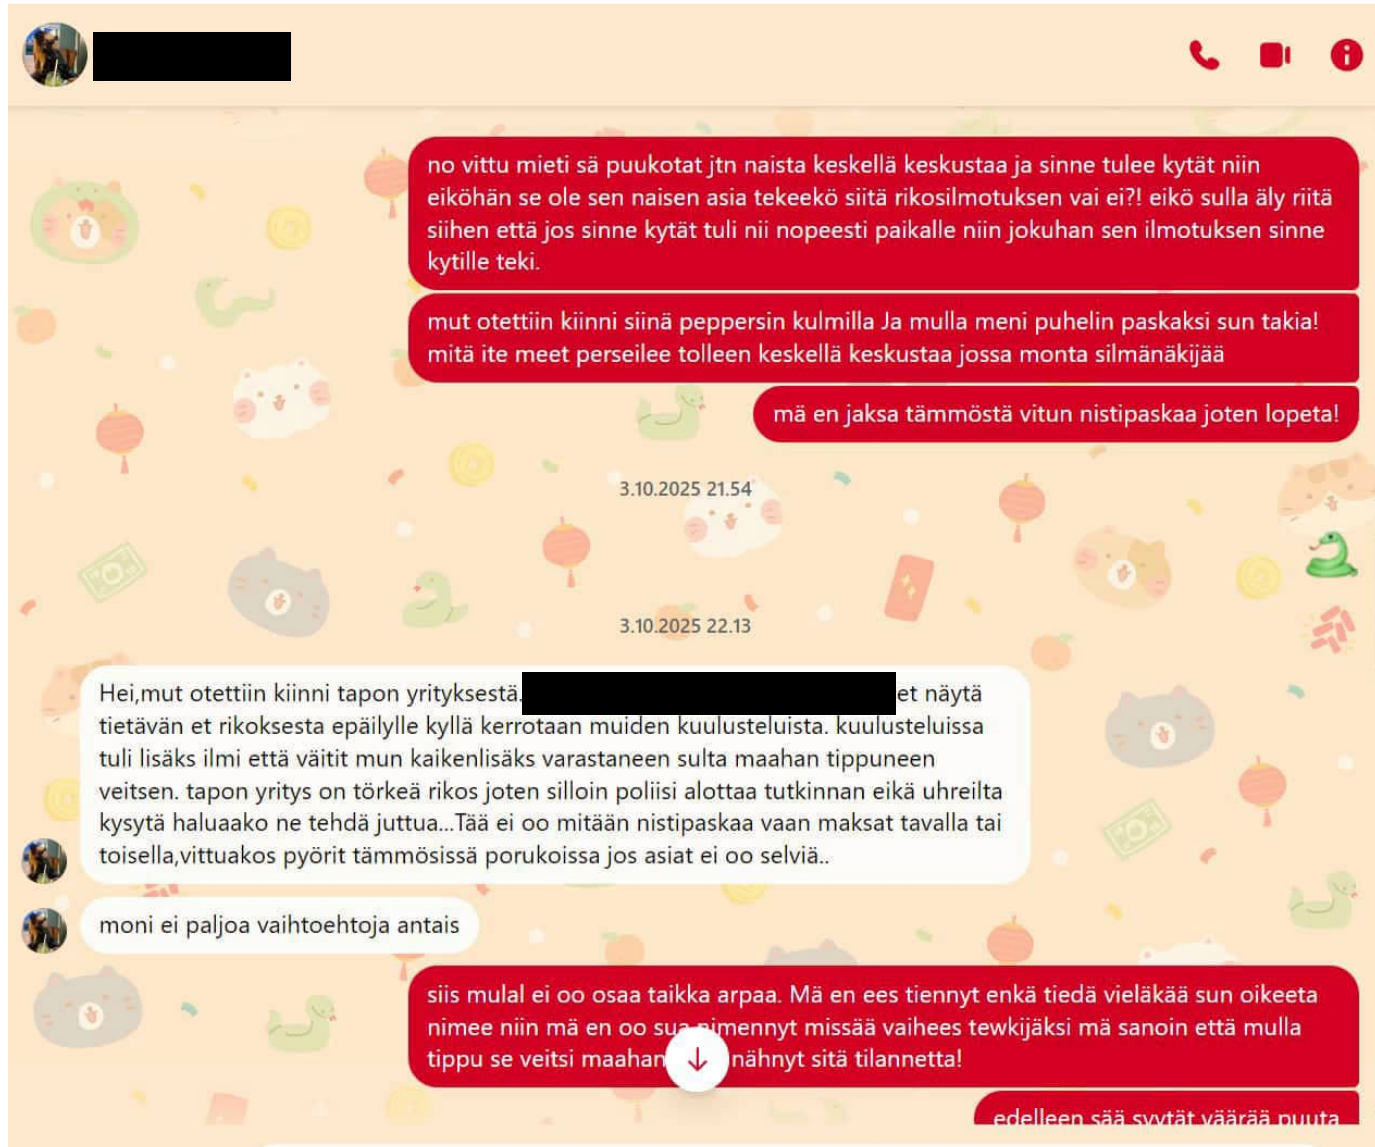 no vittu mieti sä puukotat jtn naista keskellä keskustaa ja sinne tulee kytät niin
eiköhän se ole sen naisen asia tekeekö siitä rikosilmotuksen vai ei?! eikö sulla äly riitä
siihen että jos sinne kytät tuli nii nopeesti paikalle niin jokuhan sen ilmotuksen sinne
kytille teki.
mut otettiin kiinni siinä peppersin kulmilla Ja mulla meni puhelin paskaksi sun takia!
mitä ite meet perseilee tolleen keskellä keskustaa jossa monta silmänäkijää
mä en jaksa tämmöstä vitun nistipaskaa joten lopeta!
3.10.2025 21.54
3.10.2025 22.13
Hei,mut otettiin kiinni tapon yrityksestä. et näytä
tietävän et rikoksesta epäilylle kyllä kerrotaan muiden kuulusteluista. kuulusteluissa
tuli lisäks ilmi että väitit mun kaikenlisäks varastaneen sulta maahan tippuneen
veitsen. tapon yritys on törkeä rikos joten silloin poliisi alottaa tutkinnan eikä uhreilta
kysytä haluaako ne tehdä juttua...Tää ei oo mitään nistipaskaa vaan maksat tavalla tai
toisella,vittuakos pyörit tämmösissä porukoissa jos asiat ei oo selviä..
moni ei paljoa vaihtoehtoja antais
siis mulal ei oo osaa taikka arpaa. Mä en ees tiennyt enkä tiedä vieläkää sun oikeeta
nimee niin mä en oo sua nimennyt missää vaihees tewkijäksi mä sanoin että mulla
tippu se veitsi maahan nähnyt sitä tilannetta!
edelleen sää syytät väärää puuta